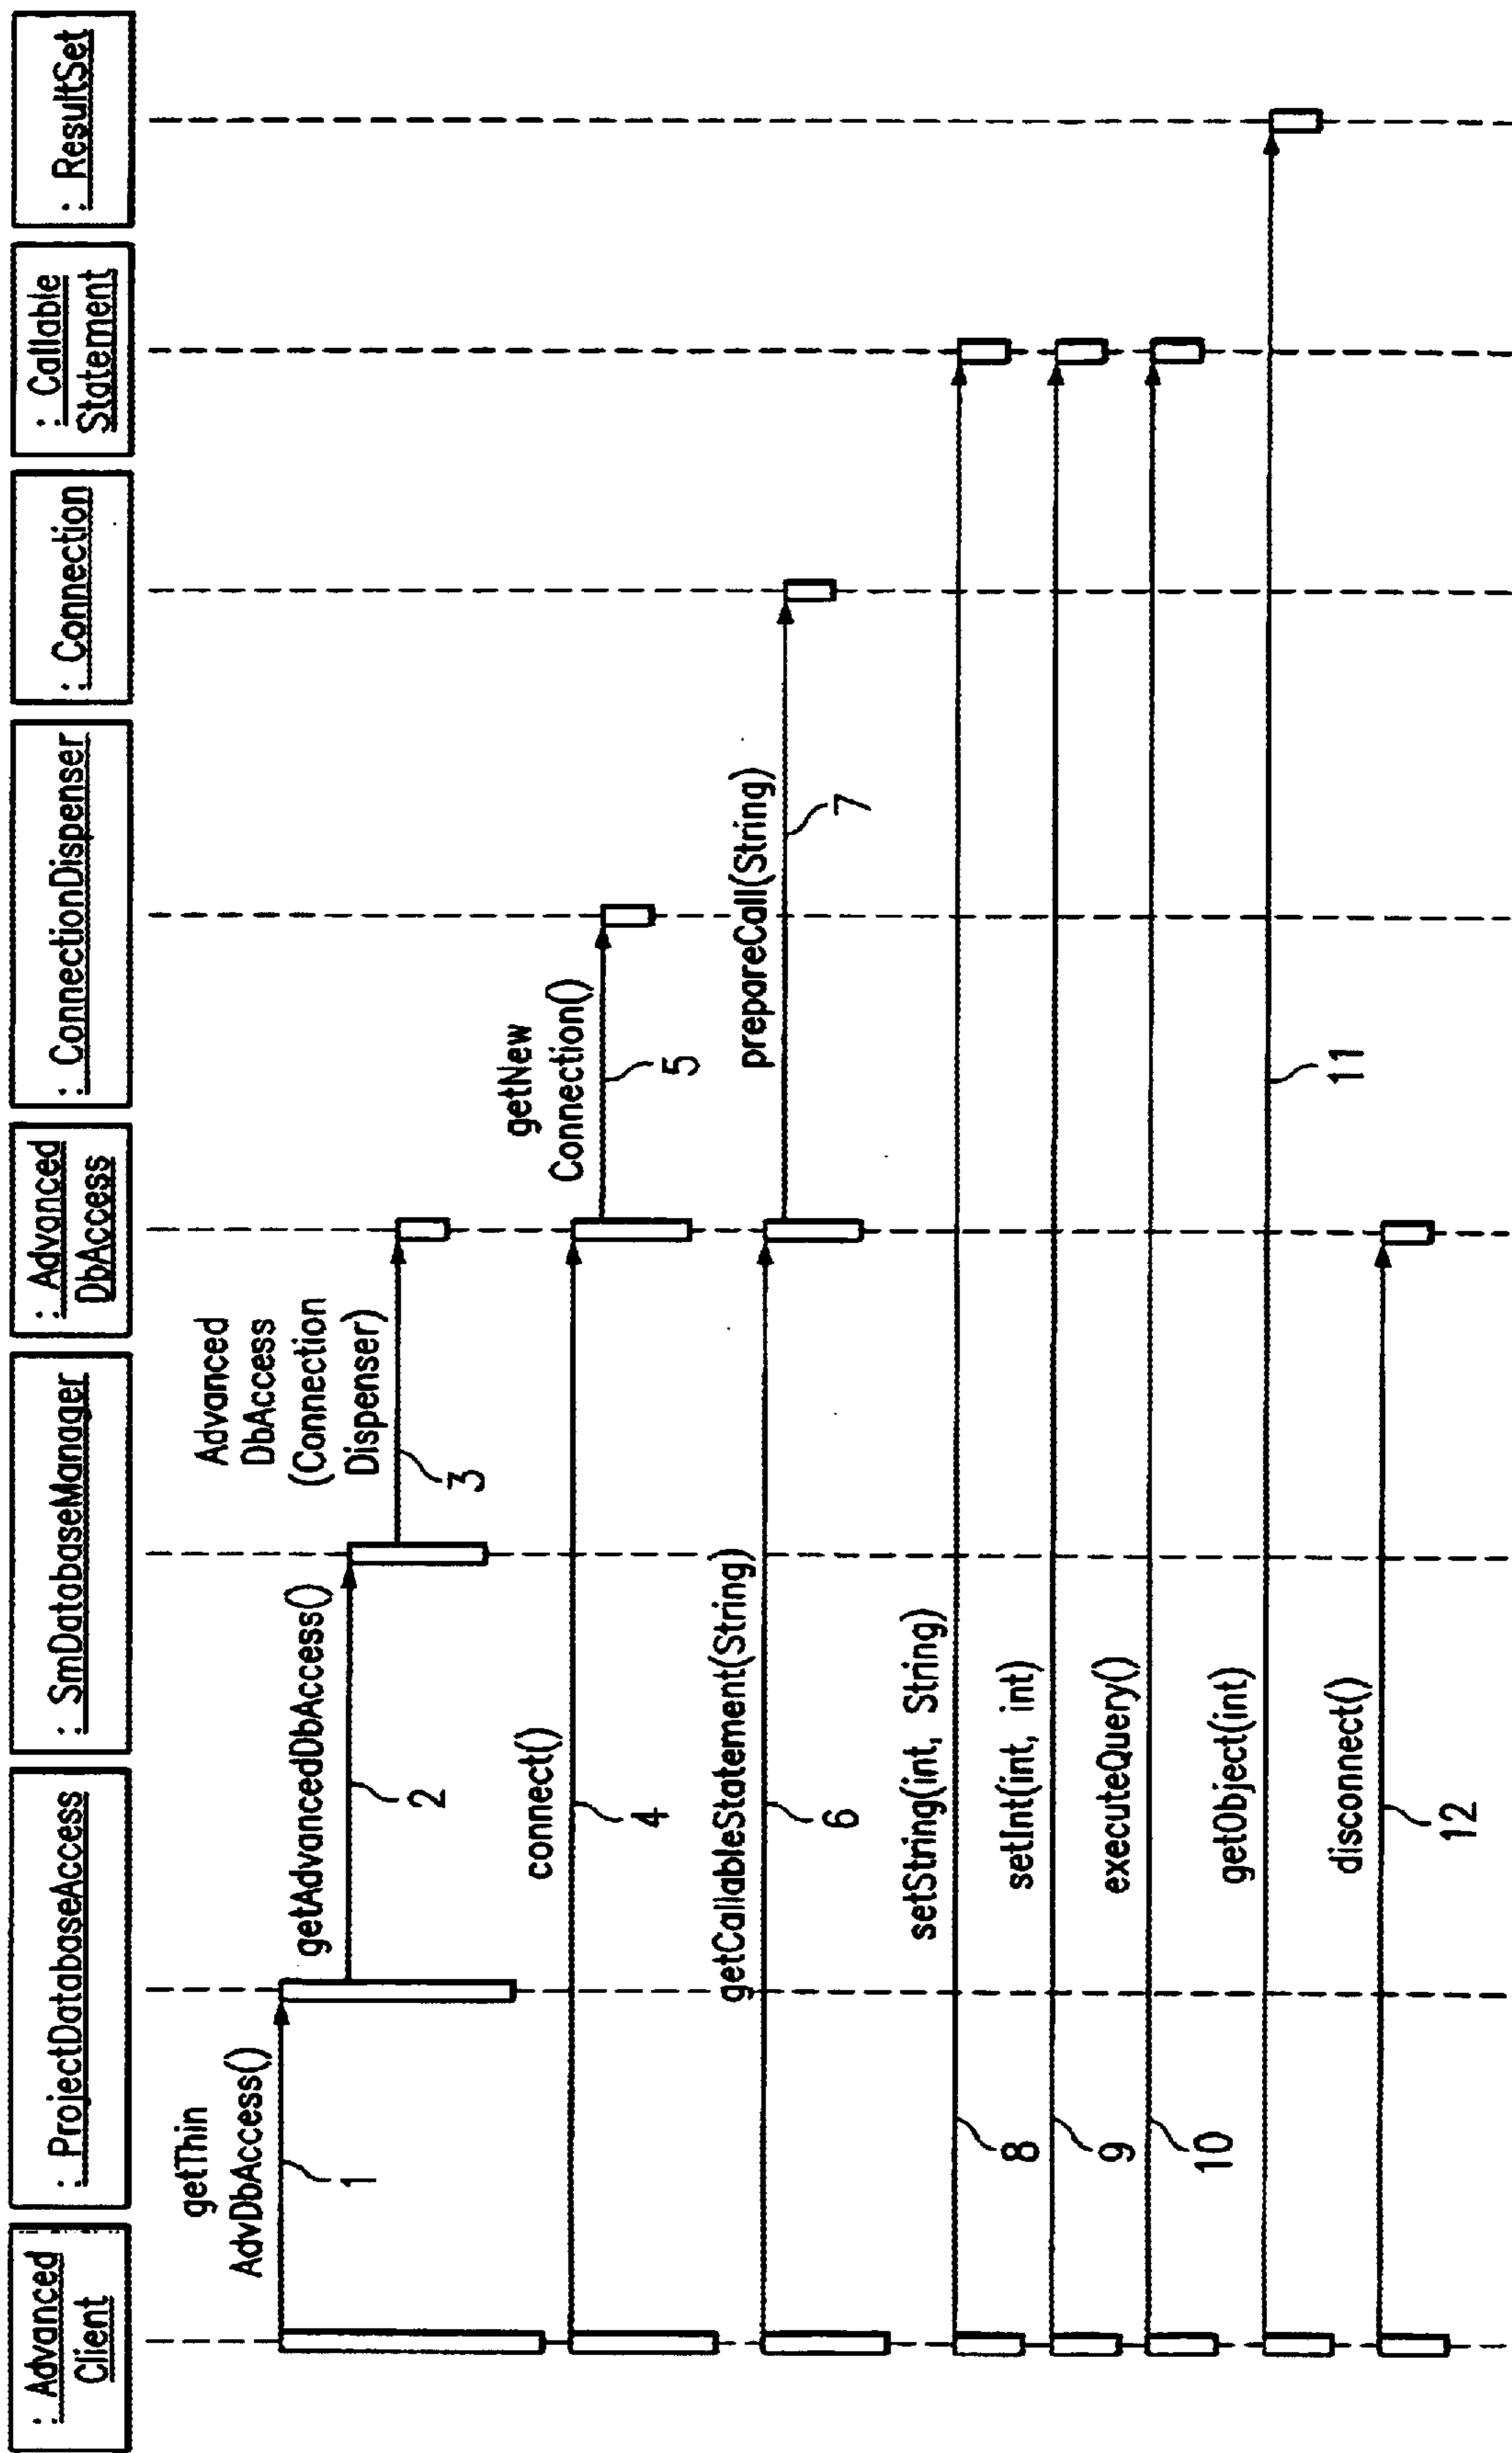 : Advanced
Client
: ProjectDatabaseAccess
: SmDatabaseManager
: Advanced
DbAccess
: ConnectionDispenser
: Connection
: Callable
Statement
: ResultSet
getThin
AdvDbAccess()
1
getAdvancedDbAccess()
2
Advanced
DbAccess
(Connection
Dispenser)
3
connect()
4
getNew
Connection()
5
getCallableStatement(String)
6
prepareCall(String)
7
setString(int, String)
8
setInt(int, int)
9
executeQuery()
10
getObject(int)
11
disconnect()
12